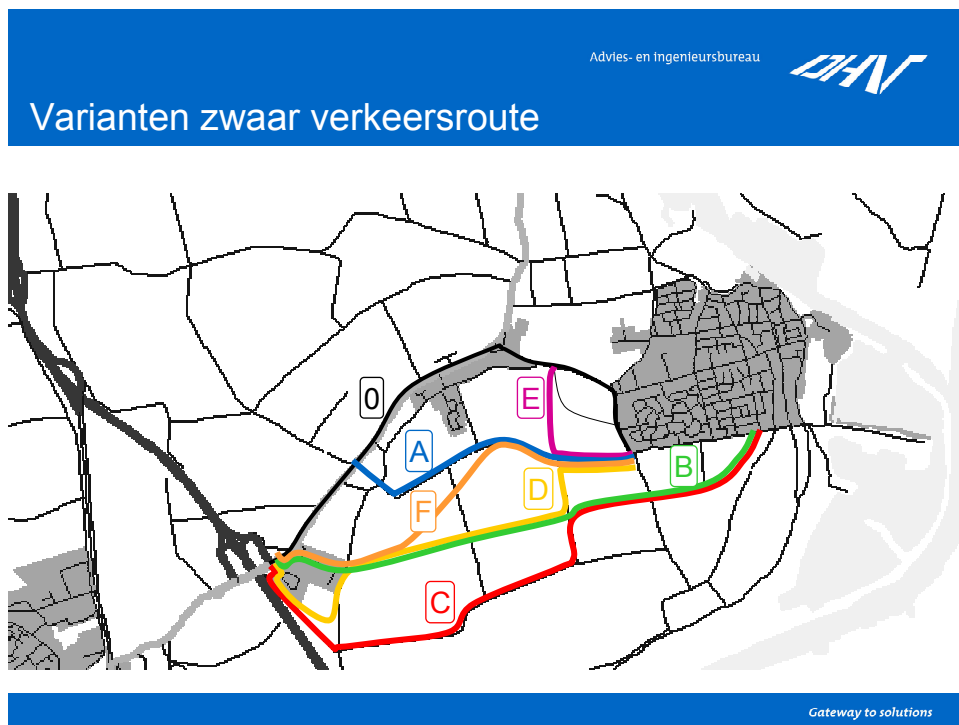 Advies- en ingenieursbureau
DHV
Varianten zwaar verkeersroute
0
E
A
B
D
F
C
Gateway to solutions